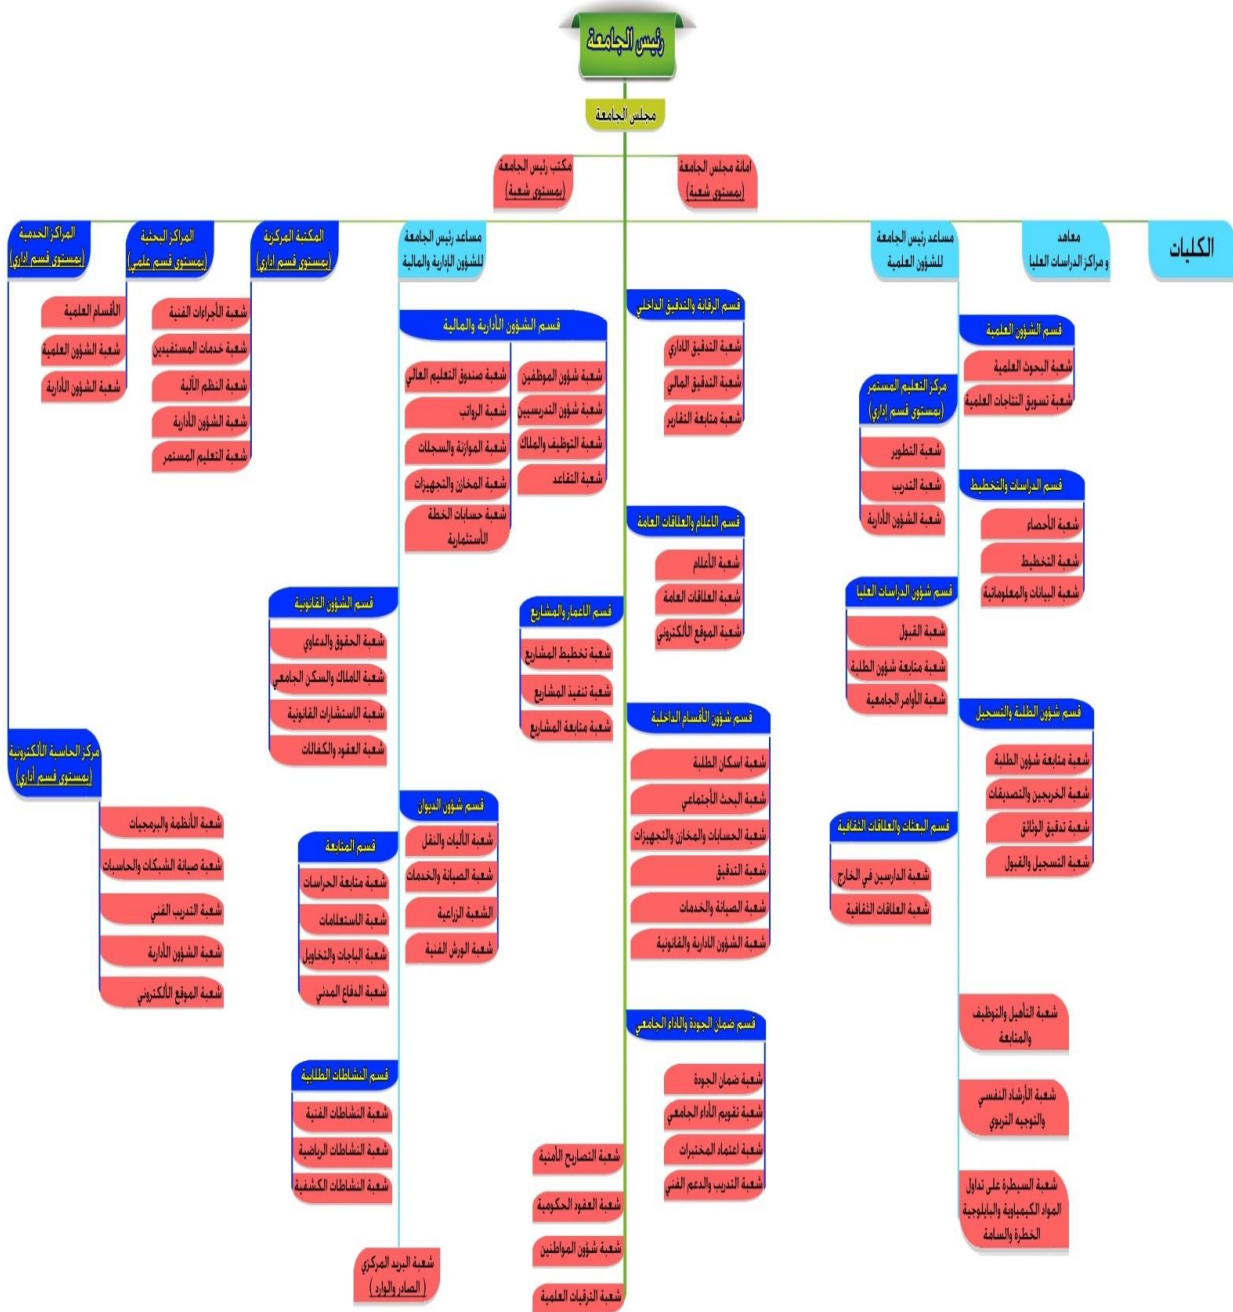 رئيس الجامعة
مجلس الجامعة
امانة مجلس الجامعة
(بمستوى شعبة)
مكتب رئيس الجامعة
(بمستوى شعبة)
الكليات
معاهد
و مراكز الدراسات العليا
مساعد رئيس الجامعة
للشؤون العلمية
مساعد رئيس الجامعة
للشؤون الإدارية والمالية
المكتبة المركزية
(بمستوى قسم اداري)
المراكز البحثية
(بمستوى قسم علمي)
المراكز الخدمية
(بمستوى قسم اداري)
قسم الشؤون العلمية
شعبة البحوث العلمية
شعبة تسويق النتاجات العلمية
قسم الدراسات والتخطيط
شعبة الأحصاء
شعبة التخطيط
شعبة البيانات والمعلوماتية
قسم شؤون الطلبة والتسجيل
شعبة متابعة شؤون الطلبة
شعبة الخريجين والتصديقات
شعبة تدقيق الوثائق
شعبة التسجيل والقبول
شعبة التأهيل والتوظيف
والمتابعة
شعبة الأرشاد النفسي
والتوجيه التربوي
شعبة السيطرة على تداول
المواد الكيمياوية والبايلوجية
الخطرة والسامة
مركز التعليم المستمر
(بمستوى قسم إداري)
شعبة التطوير
شعبة التدريب
شعبة الشؤون الأدارية
قسم شؤون الدراسات العليا
شعبة القبول
شعبة متابعة شؤون الطلبة
شعبة الأوامر الجامعية
قسم البعثات والعلاقات الثقافية
شعبة الدارسين في الخارج
شعبة العلاقات الثقافية
قسم الرقابة والتدقيق الداخلي
شعبة التدقيق الاداري
شعبة التدقيق المالي
شعبة متابعة التقارير
قسم الاعلام والعلاقات العامة
شعبة الأعلام
شعبة العلاقات العامة
شعبة الموقع الألكتروني
قسم شؤون الأقسام الداخلية
شعبة اسكان الطلبة
شعبة البحث الأجتماعي
شعبة الحسابات والمخازن والتجهيزات
شعبة التدقيق
شعبة الصيانة والخدمات
شعبة الشؤون الادارية والقانونية
قسم ضمان الجودة والاداء الجامعي
شعبة ضمان الجودة
شعبة تقويم الأداء الجامعي
شعبة اعتماد المختبرات
شعبة التدريب والدعم الفني
قسم الاعمار والمشاريع
شعبة تخطيط المشاريع
شعبة تنفيذ المشاريع
شعبة متابعة المشاريع
شعبة التصاريح الأمنية
شعبة العقود الحكومية
شعبة شؤون المواطنين
شعبة الترقيات العلمية
قسم الشؤون الأدارية والمالية
شعبة شؤون الموظفين
شعبة شؤون التدريسيين
شعبة التوظيف والملاك
شعبة التقاعد
شعبة صندوق التعليم العالي
شعبة الرواتب
شعبة الموازنة والسجلات
شعبة المخازن والتجهيزات
شعبة حسابات الخطة
الأستثمارية
قسم شؤون الديوان
شعبة الأليات والنقل
شعبة الصيانة والخدمات
الشعبة الزراعية
شعبة الورش الفنية
قسم الشؤون القانونية
شعبة الحقوق والدعاوي
شعبة الاملاك والسكن الجامعي
شعبة الاستشارات القانونية
شعبة العقود والكفالات
قسم المتابعة
شعبة متابعة الحراسات
شعبة الاستعلامات
شعبة الباجات والتخاويل
شعبة الدفاع المدني
قسم النشاطات الطلابية
شعبة النشاطات الفنية
شعبة النشاطات الرياضية
شعبة النشاطات الكشفية
شعبة البريد المركزي
( الصادر والوارد )
شعبة الأجراءات الفنية
شعبة خدمات المستفيدين
شعبة النظم الألية
شعبة الشؤون الأدارية
شعبة التعليم المستمر
الأقسام العلمية
شعبة الشؤون العلمية
شعبة الشؤون الأدارية
مركز الحاسبة الألكترونية
(بمستوى قسم أداري)
شعبة الأنظمة والبرمجيات
شعبة صيانة الشبكات والحاسبات
شعبة التدريب الفني
شعبة الشؤون الأدارية
شعبة الموقع الألكتروني